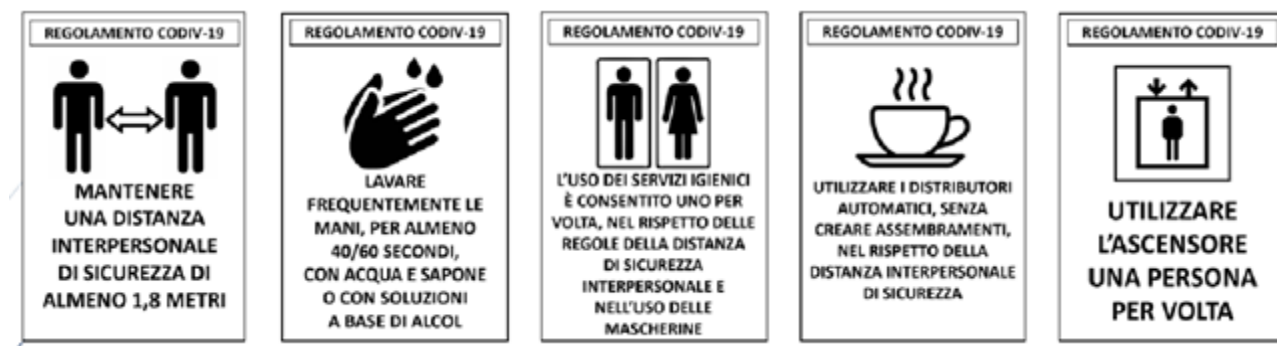 REGOLAMENTO CODIV-19
MANTENERE
UNA DISTANZA
INTERPERSONALE
DI SICUREZZA DI
ALMENO 1,8 METRI
REGOLAMENTO CODIV-19
LAVARE
FREQUENTEMENTE LE
MANI, PER ALMENO
40/60 SECONDI,
CON ACQUA E SAPONE
O CON SOLUZIONI
A BASE DI ALCOL
REGOLAMENTO CODIV-19
L'USO DEI SERVIZI IGIENICI
È CONSENTITO UNO PER
VOLTA, NEL RISPETTO DELLE
REGOLE DELLA DISTANZA
DI SICUREZZA
INTERPERSONALE E
NELL'USO DELLE
MASCHERINE
REGOLAMENTO CODIV-19
UTILIZZARE I DISTRIBUTORI
AUTOMATICI, SENZA
CREARE ASSEMBRAMENTI,
NEL RISPETTO DELLA
DISTANZA INTERPERSONALE
DI SICUREZZA
REGOLAMENTO CODIV-19
UTILIZZARE
L'ASCENSORE
UNA PERSONA
PER VOLTA